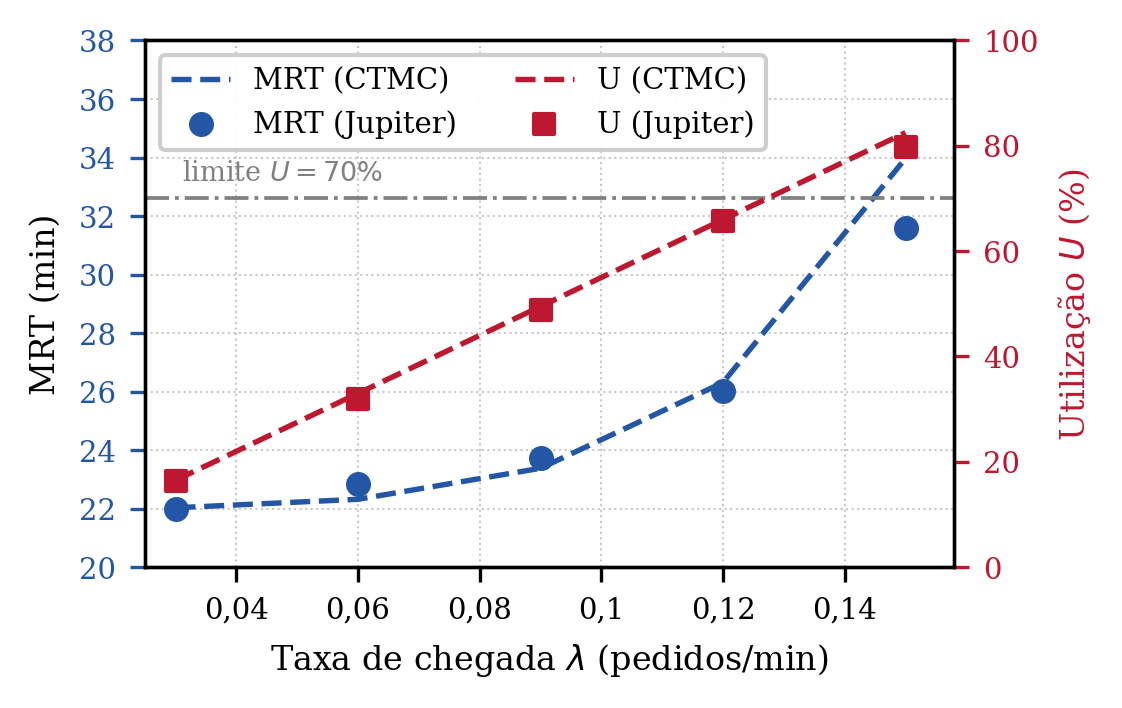 38
36
34
32
30
28
26
24
22
20
MRT (min)
MRT (CTMC)
MRT (Jupiter)
U (CTMC)
U (Jupiter)
limite U = 70%
100
80
60
40
20
0
Utilização U (%)
0,04 0,06 0,08 0,1 0,12 0,14
Taxa de chegada λ (pedidos/min)